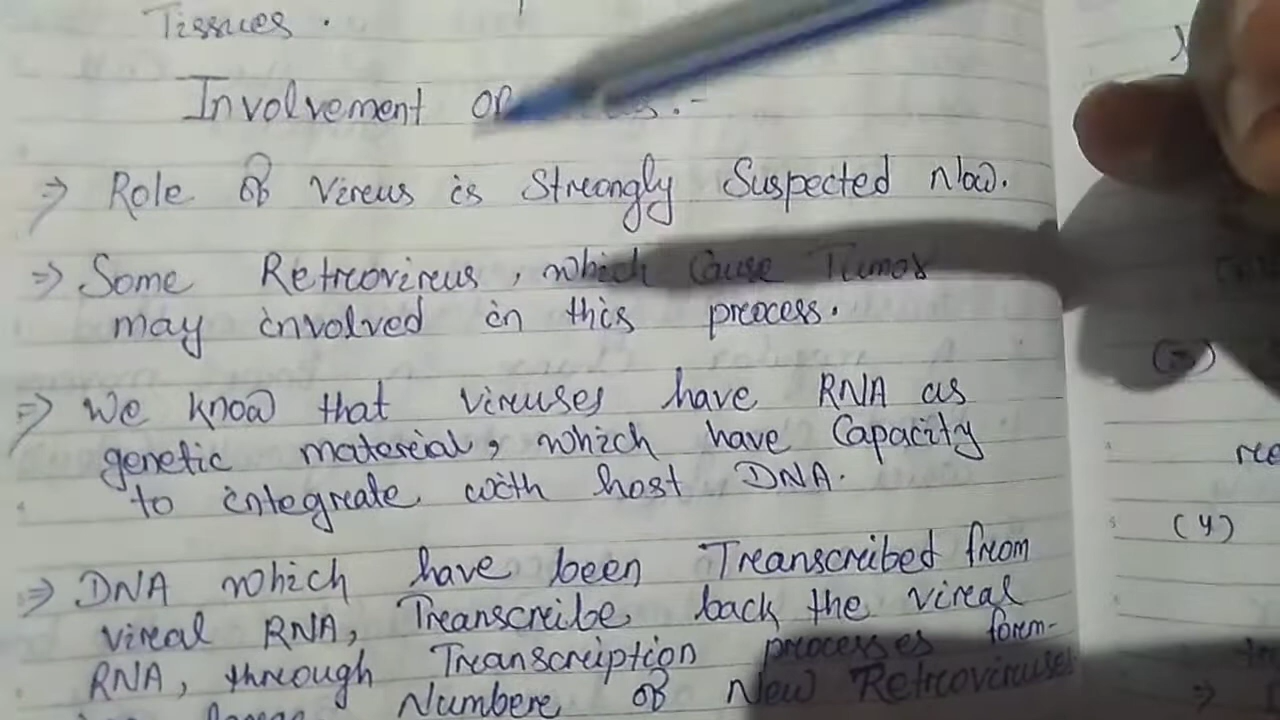 Tissues.
Involvement of
⇒ Role of Virus is Strongly Suspected Now.
⇒ Some Retrovirus, which Cause Tumor
may involved in this process.
⇒ We know that viruses have RNA as
genetic material, which have Capacity
to integrate with host DNA.
⇒ DNA which have been Transcribed from
viral RNA, Transcribe back the viral
RNA, through Transcription processes form-
Number of New Retroviruses
(3)
(4)
⇒